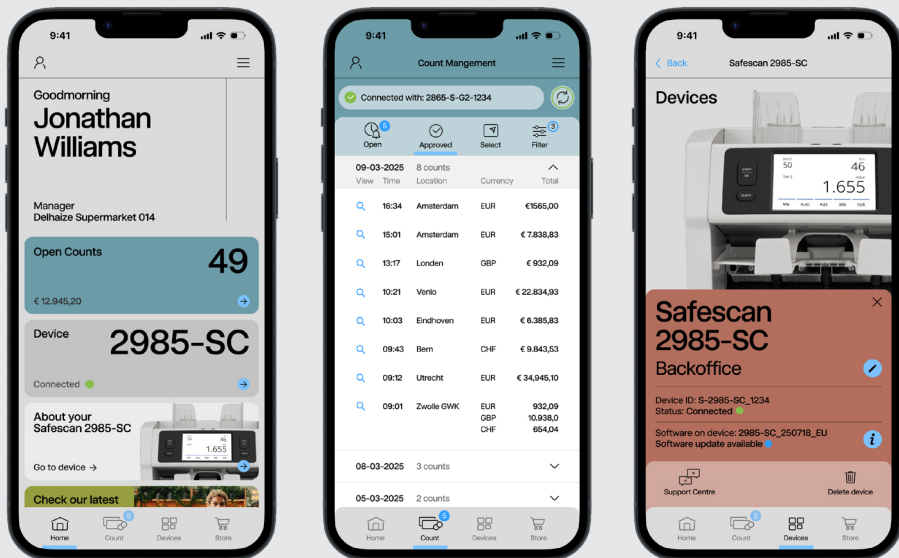 9:41
Goodmorning
Jonathan
Williams
Manager
Delhaize Supermarket 014
Open Counts
49
€ 12.945,20
Device
2985-SC
Connected
About your
Safescan 2985-SC
46
1.655
Go to device →
Check our latest
5
Home Count Devices Store
9:41
Count Mangement
Connected with: 2865-S-G2-1234
5 3
Open Approved Select Filter
09-03-2025 8 counts
View Time Location Currency Total
16:34 Amsterdam EUR €1565,00
15:01 Amsterdam EUR € 7.838,83
13:17 Londen GBP € 932,09
10:21 Venlo EUR € 22.834,93
10:03 Eindhoven EUR € 6.385,83
09:43 Bern CHF € 9.843,53
09:12 Utrecht EUR € 34,945,10
09:01 Zwolle GWK EUR 932,09
GBP 10.938,0
CHF 654,04
08-03-2025 3 counts
05-03-2025 2 counts
5
Home Count Devices Store
9:41
Back Safescan 2985-SC
Devices
50 46
1.655
Safescan
2985-SC
Backoffice
Device ID: S-2985-SC_1234
Status: Connected
Software on device: 2985-SC_250718_EU
Software update available
i
Support Centre Delete device
5
Home Count Devices Store